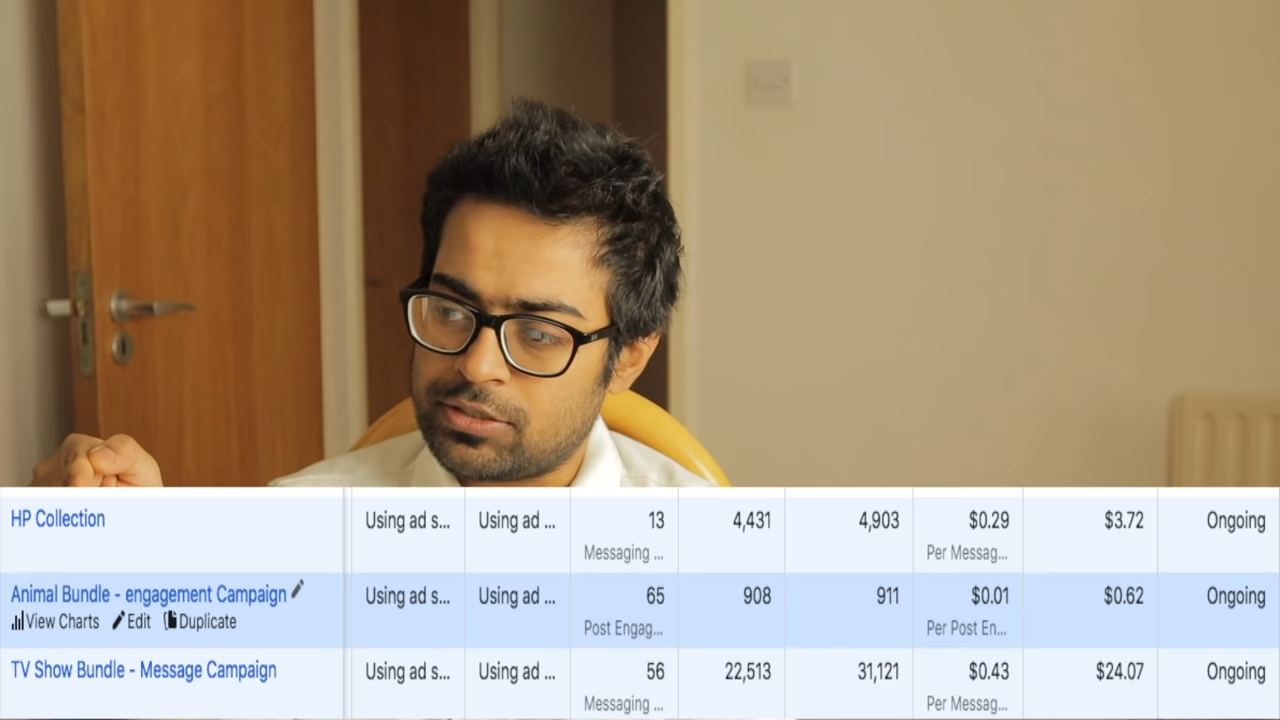 HP Collection Using ad s... Using ad ... 13 4,431 4,903 $0.29 $3.72 Ongoing
Messaging ... Per Messag...
Animal Bundle - engagement Campaign Using ad s... Using ad ... 65 908 911 $0.01 $0.62 Ongoing
View Charts Edit Duplicate Post Engag... Per Post En...
TV Show Bundle - Message Campaign Using ad s... Using ad ... 56 22,513 31,121 $0.43 $24.07 Ongoing
Messaging ... Per Messag...